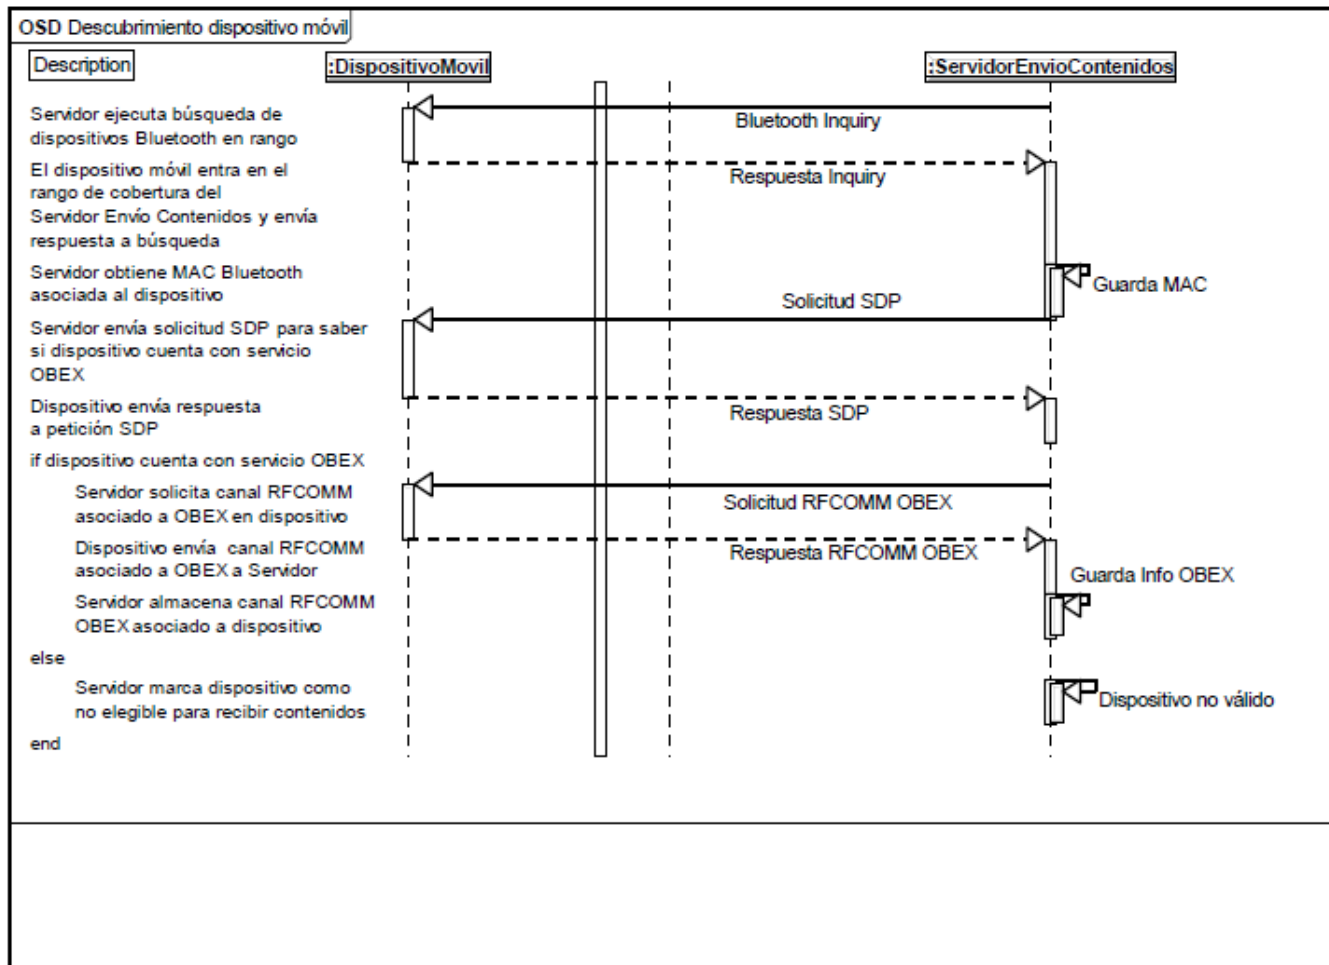 OSD Descubrimiento dispositivo móvil
Description
:DispositivoMovil
:ServidorEnvioContenidos
Servidor ejecuta búsqueda de
dispositivos Bluetooth en rango
Bluetooth Inquiry
El dispositivo móvil entra en el
rango de cobertura del
Servidor Envío Contenidos y envía
respuesta a búsqueda
Respuesta Inquiry
Servidor obtiene MAC Bluetooth
asociada al dispositivo
Guarda MAC
Solicitud SDP
Servidor envía solicitud SDP para saber
si dispositivo cuenta con servicio
OBEX
Dispositivo envía respuesta
a petición SDP
Respuesta SDP
if dispositivo cuenta con servicio OBEX
Servidor solicita canal RFCOMM
asociado a OBEX en dispositivo
Solicitud RFCOMM OBEX
Dispositivo envía canal RFCOMM
asociado a OBEX a Servidor
Respuesta RFCOMM OBEX
Guarda Info OBEX
Servidor almacena canal RFCOMM
OBEX asociado a dispositivo
else
Servidor marca dispositivo como
no elegible para recibir contenidos
Dispositivo no válido
end